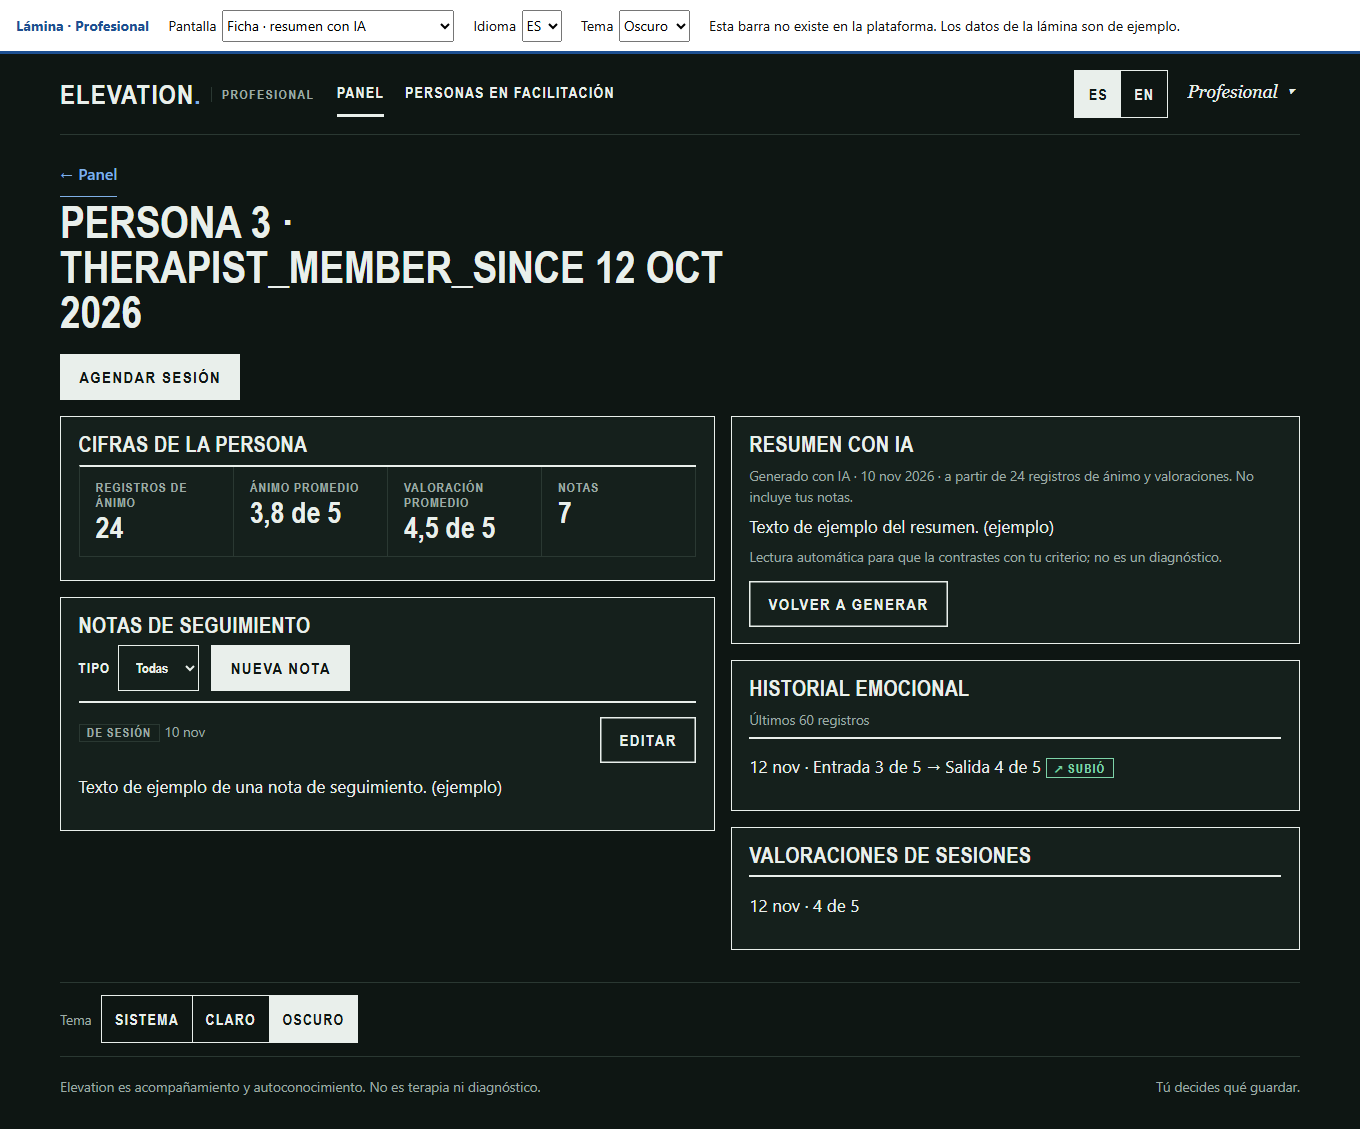 Lámina · Profesional Pantalla Ficha · resumen con IA Idioma ES Tema Oscuro Esta barra no existe en la plataforma. Los datos de la lámina son de ejemplo.
ELEVATION. PROFESIONAL PANEL PERSONAS EN FACILITACIÓN ES EN Profesional ▾
← Panel
PERSONA 3 ·
THERAPIST_MEMBER_SINCE 12 OCT
2026
AGENDAR SESIÓN
CIFRAS DE LA PERSONA
REGISTROS DE
ÁNIMO
24
ÁNIMO PROMEDIO
3,8 de 5
VALORACIÓN
PROMEDIO
4,5 de 5
NOTAS
7
NOTAS DE SEGUIMIENTO
TIPO Todas NUEVA NOTA
DE SESIÓN 10 nov EDITAR
Texto de ejemplo de una nota de seguimiento. (ejemplo)
RESUMEN CON IA
Generado con IA · 10 nov 2026 · a partir de 24 registros de ánimo y valoraciones. No
incluye tus notas.
Texto de ejemplo del resumen. (ejemplo)
Lectura automática para que la contrastes con tu criterio; no es un diagnóstico.
VOLVER A GENERAR
HISTORIAL EMOCIONAL
Últimos 60 registros
12 nov · Entrada 3 de 5 → Salida 4 de 5 ↗ SUBIÓ
VALORACIONES DE SESIONES
12 nov · 4 de 5
Tema SISTEMA CLARO OSCURO
Elevation es acompañamiento y autoconocimiento. No es terapia ni diagnóstico. Tú decides qué guardar.